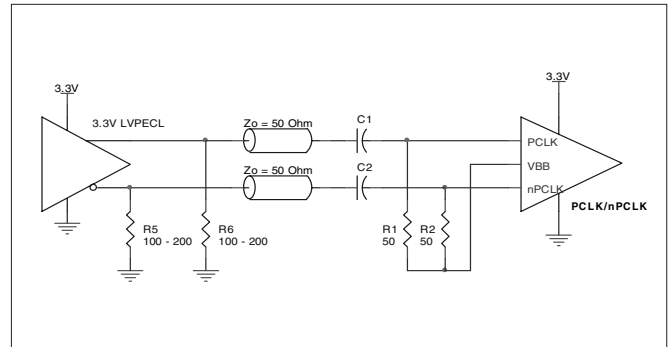 3.3V
3.3V
3.3V LVPECL
Zo = 50 Ohm
C1
PCLK
VBB
Zo = 50 Ohm
C2
nPCLK
PCLK/nPCLK
R5
100 - 200
R6
100 - 200
R1
50
R2
50